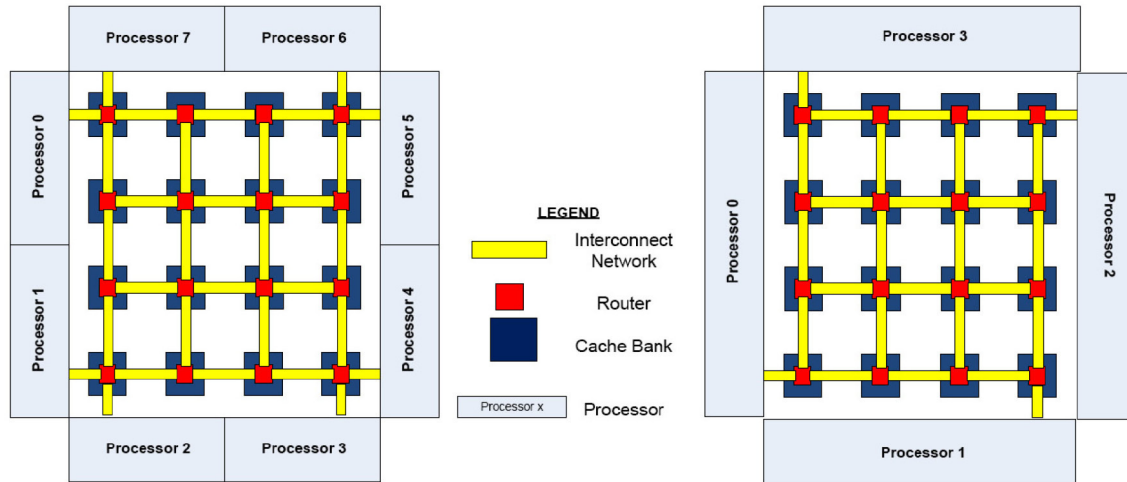 Processor 7
Processor 6
Processor 0
Processor 5
Processor 1
Processor 4
Processor 2
Processor 3
LEGEND
Interconnect
Network
Router
Cache Bank
Processor x
Processor
Processor 3
Processor 0
Processor 2
Processor 1